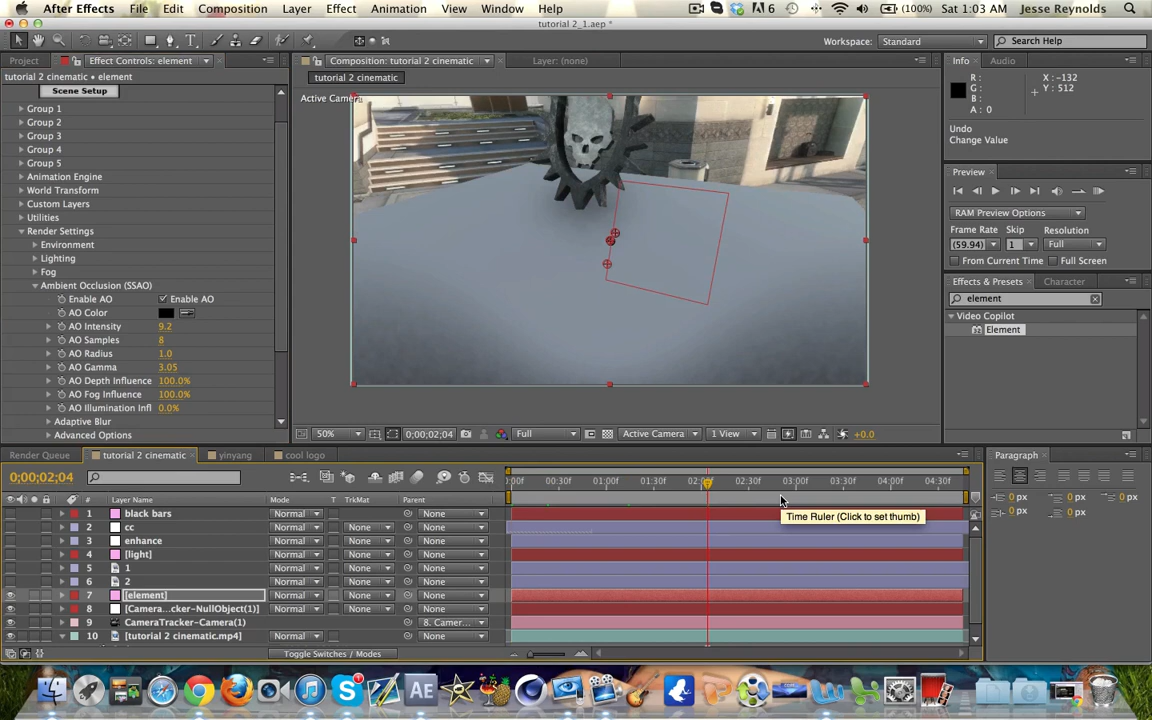 After Effects File Edit Composition Layer Effect Animation View Window Help 6 (100%) Sat 1:03 AM Jesse Reynolds
tutorial 2_1.aep *
Workspace: Standard Search Help
Project Effect Controls: element Composition: tutorial 2 cinematic Layer: (none) Info Audio
tutorial 2 cinematic • element
tutorial 2 cinematic
Scene Setup
Group 1
Group 2
Group 3
Group 4
Group 5
Animation Engine
World Transform
Custom Layers
Utilities
Render Settings
Environment
Lighting
Fog
Ambient Occlusion (SSAO)
Enable AO Enable AO
AO Color
AO Intensity 9.2
AO Samples 8
AO Radius 1.0
AO Gamma 3.05
AO Depth Influence 100.0%
AO Fog Influence 100.0%
AO Illumination Infl 0.0%
Adaptive Blur
Advanced Options
Active Camera
50% 0;00;02;04 Full Active Camera 1 View +0.0
R:
G:
B:
A: 0
X: -132
Y: 512
Undo
Change Value
Preview
RAM Preview Options
Frame Rate Skip Resolution
(59.94) 1 Full
From Current Time Full Screen
Effects & Presets Character
element
Video Copilot
Element
Render Queue tutorial 2 cinematic yinyang cool logo
0;00;02;04
# Layer Name Mode T TrkMat Parent
1 black bars Normal None
2 cc Normal None None
3 enhance Normal None None
4 [light] Normal None None
5 1 Normal None None
6 2 Normal None None
7 [element] Normal None None
8 [Camera...cker-NullObject(1)] Normal None None
9 CameraTracker-Camera(1) 8. Camer...
10 [tutorial 2 cinematic.mp4] Normal None
Toggle Switches / Modes
:00f 00:30f 01:00f 01:30f 02:00f 02:30f 03:00f 03:30f 04:00f 04:30f
Time Ruler (Click to set thumb)
Paragraph
0 px 0 px 0 px
0 px 0 px
AE